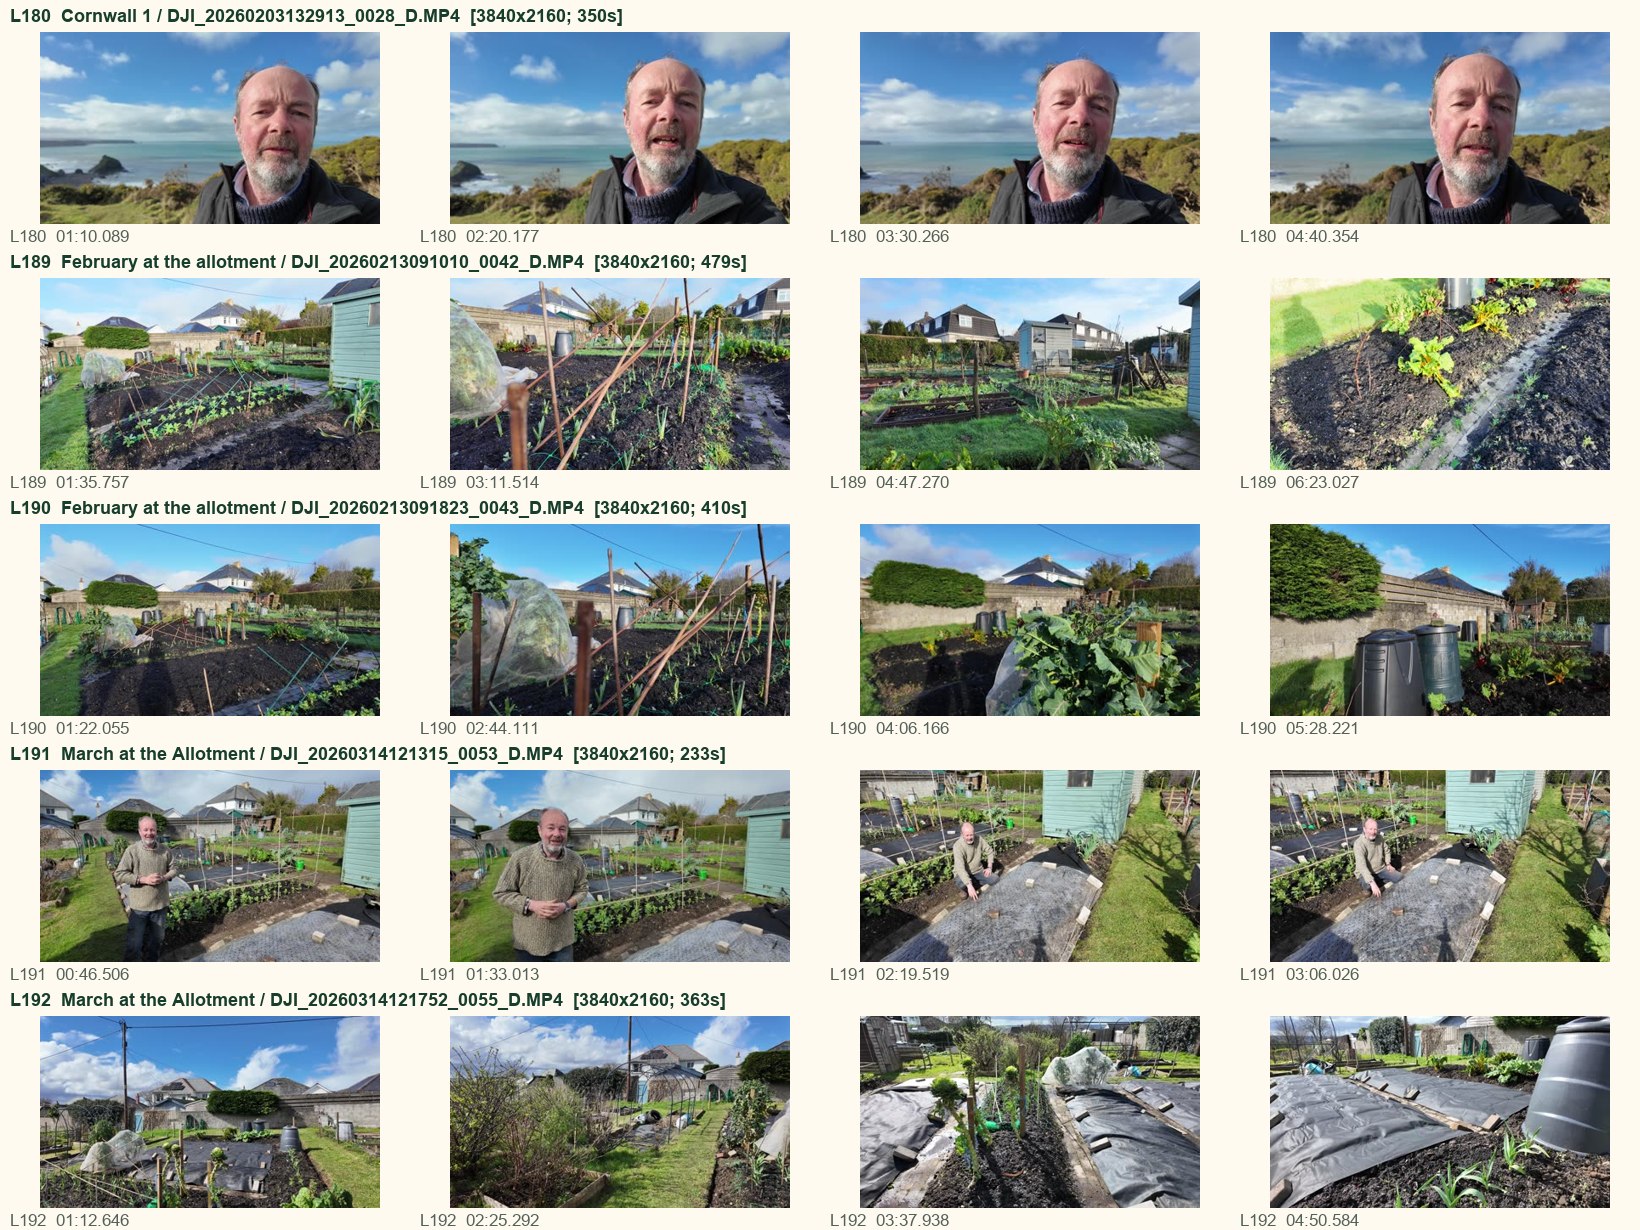 L180 Cornwall 1 / DJI_20260203132913_0028_D.MP4 [3840x2160; 350s]
L180 01:10.089
L180 02:20.177
L180 03:30.266
L180 04:40.354
L189 February at the allotment / DJI_20260213091010_0042_D.MP4 [3840x2160; 479s]
L189 01:35.757
L189 03:11.514
L189 04:47.270
L189 06:23.027
L190 February at the allotment / DJI_20260213091823_0043_D.MP4 [3840x2160; 410s]
L190 01:22.055
L190 02:44.111
L190 04:06.166
L190 05:28.221
L191 March at the Allotment / DJI_20260314121315_0053_D.MP4 [3840x2160; 233s]
L191 00:46.506
L191 01:33.013
L191 02:19.519
L191 03:06.026
L192 March at the Allotment / DJI_20260314121752_0055_D.MP4 [3840x2160; 363s]
L192 01:12.646
L192 02:25.292
L192 03:37.938
L192 04:50.584